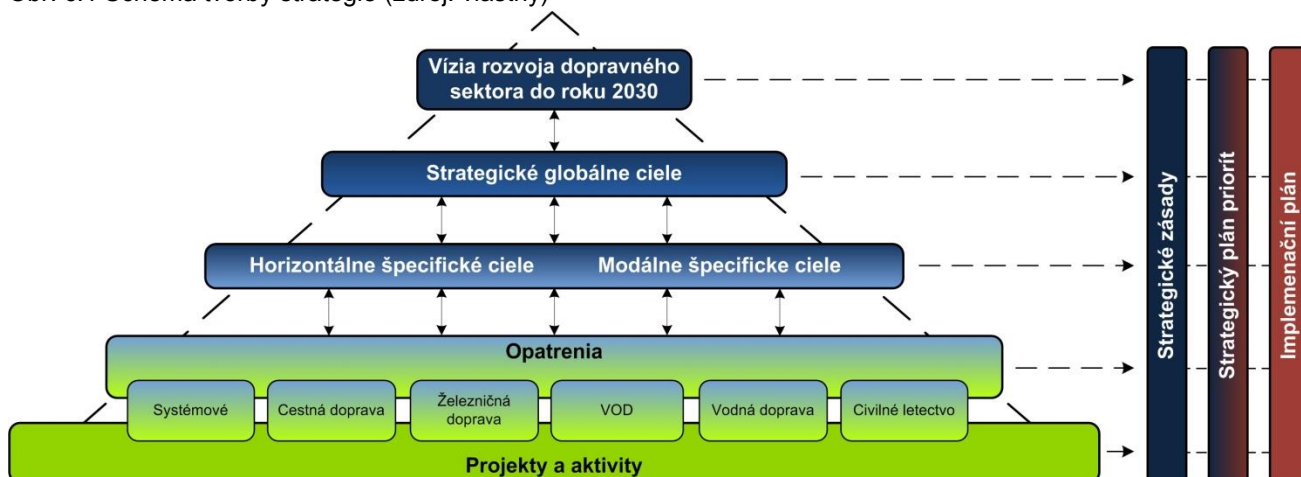 Vízia rozvoja dopravného
sektora do roku 2030
Strategické globálne ciele
Horizontálne špecifické ciele
Modálne špecificke ciele
Opatrenia
Systémové
Cestná doprava
Železničná
doprava
VOD
Vodná doprava
Civilné letectvo
Projekty a aktivity
Strategické zásady
Strategický plán priorít
Implemenační plán